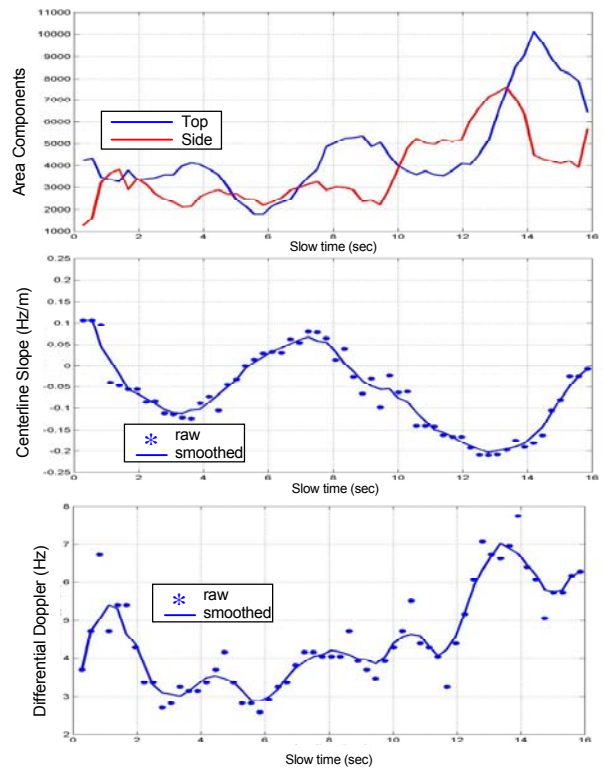 11000
10000
9000
8000
7000
6000
5000
4000
3000
2000
1000
Area Components
Top
Side
0 2 4 6 8 10 12 14 16
Slow time (sec)
0.25
0.2
0.15
0.1
0.05
0
-0.05
-0.1
-0.15
-0.2
-0.25
Centerline Slope (Hz/m)
* raw
smoothed
0 2 4 6 8 10 12 14 16
Slow time (sec)
8
7
6
5
4
3
2
Differential Doppler (Hz)
* raw
smoothed
0 2 4 6 8 10 12 14 16
Slow time (sec)